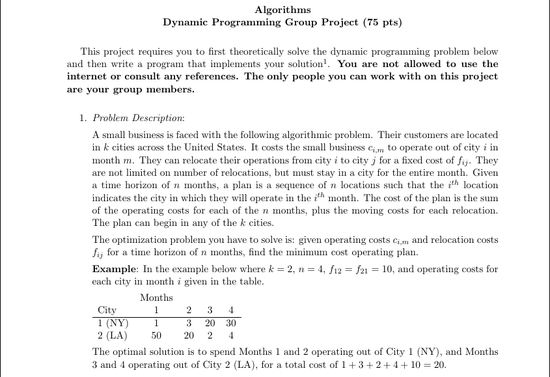 Algorithms
Dynamic Programming Group Project (75 pts)
This project requires you to first theoretically solve the dynamic programming problem below
and then write a program that implements your solution¹. You are not allowed to use the
internet or consult any references. The only people you can work with on this project
are your group members.
1. Problem Description:
A small business is faced with the following algorithmic problem. Their customers are located
in k cities across the United States. It costs the small business c_{i,m} to operate out of city i in
month m. They can relocate their operations from city i to city j for a fixed cost of f_{ij}. They
are not limited on number of relocations, but must stay in a city for the entire month. Given
a time horizon of n months, a plan is a sequence of n locations such that the i^{th} location
indicates the city in which they will operate in the i^{th} month. The cost of the plan is the sum
of the operating costs for each of the n months, plus the moving costs for each relocation.
The plan can begin in any of the k cities.
The optimization problem you have to solve is: given operating costs c_{i,m} and relocation costs
f_{ij} for a time horizon of n months, find the minimum cost operating plan.
Example: In the example below where k = 2, n = 4, f_{12} = f_{21} = 10, and operating costs for
each city in month i given in the table.
Months
City 1 2 3 4
1 (NY) 1 3 20 30
2 (LA) 50 20 2 4
The optimal solution is to spend Months 1 and 2 operating out of City 1 (NY), and Months
3 and 4 operating out of City 2 (LA), for a total cost of 1 + 3 + 2 + 4 + 10 = 20.